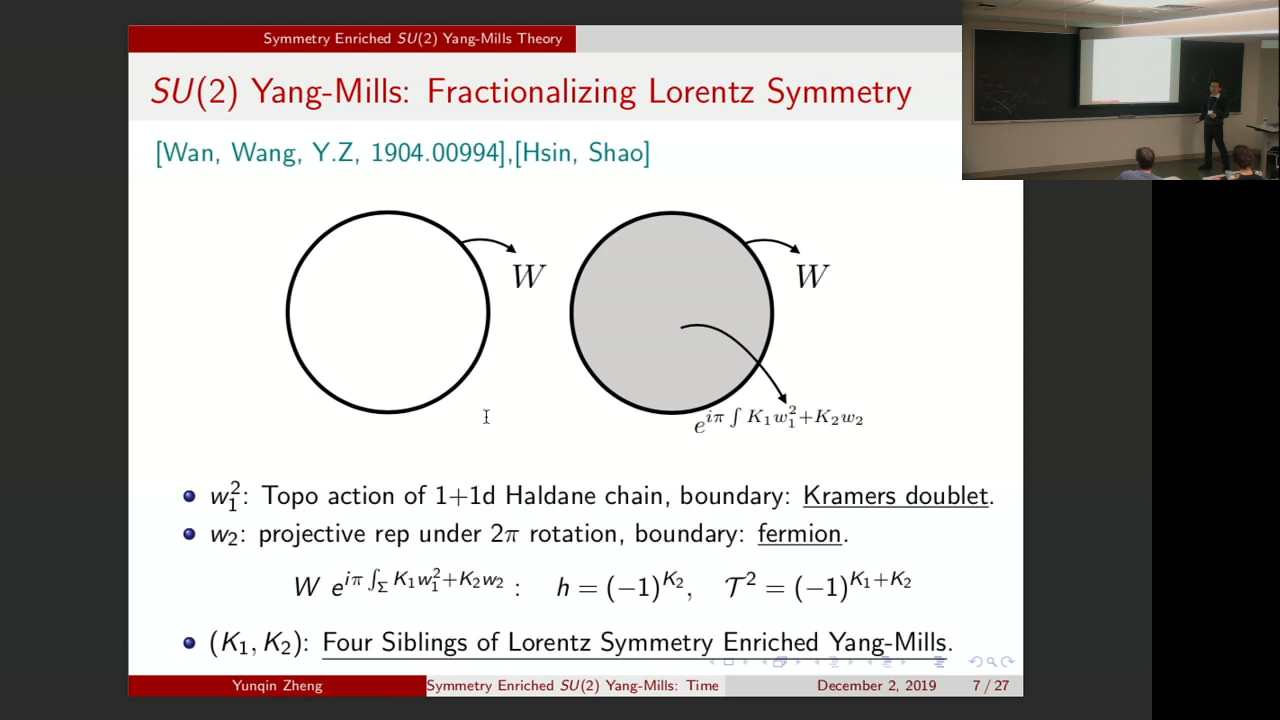 Symmetry Enriched SU(2) Yang-Mills Theory
SU(2) Yang-Mills: Fractionalizing Lorentz Symmetry
[Wan, Wang, Y.Z, 1904.00994],[Hsin, Shao]
W
W
e^{iπ ∫ K₁w₁²+K₂w₂}
w₁²: Topo action of 1+1d Haldane chain, boundary: Kramers doublet.
w₂: projective rep under 2π rotation, boundary: fermion.
W e^{iπ ∫_Σ K₁w₁²+K₂w₂} : h = (−1)^{K₂}, 𝒯² = (−1)^{K₁+K₂}
(K₁, K₂): Four Siblings of Lorentz Symmetry Enriched Yang-Mills.
Yunqin Zheng
Symmetry Enriched SU(2) Yang-Mills: Time
December 2, 2019
7 / 27